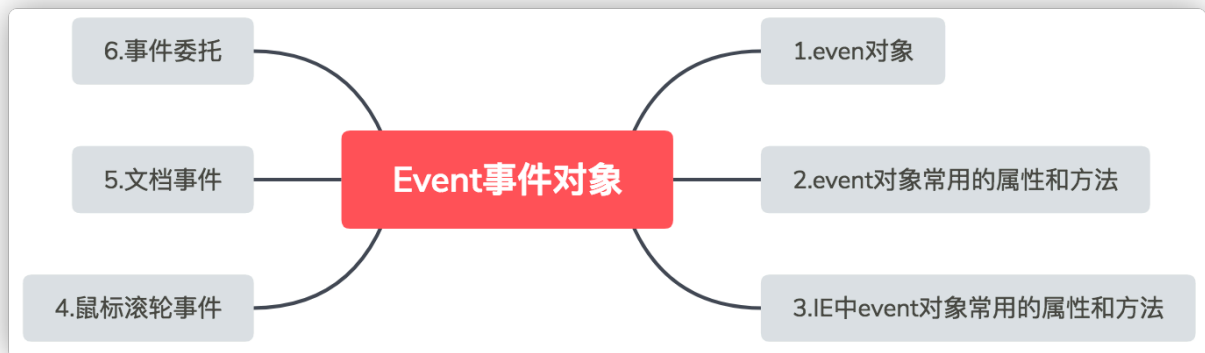 Event事件对象
1.even对象
2.event对象常用的属性和方法
3.IE中event对象常用的属性和方法
4.鼠标滚轮事件
5.文档事件
6.事件委托